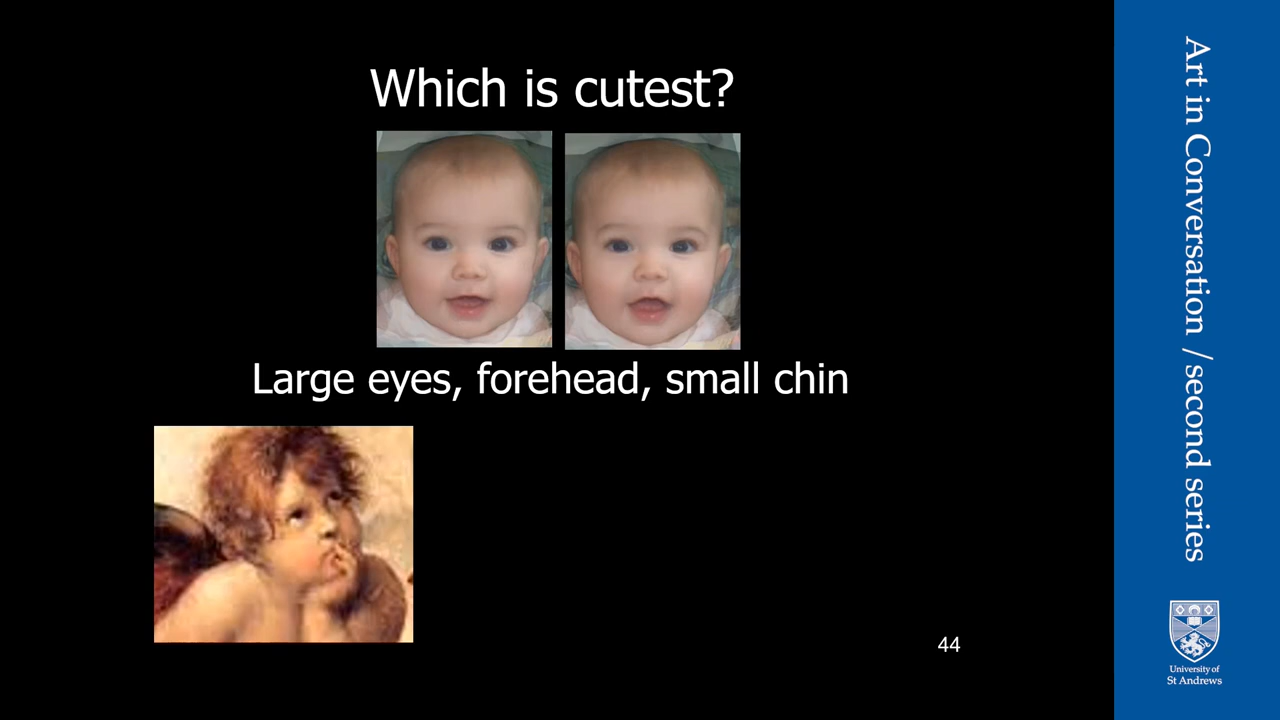 Which is cutest?
Large eyes, forehead, small chin
44
Art in Conversation / second series
University of
St Andrews